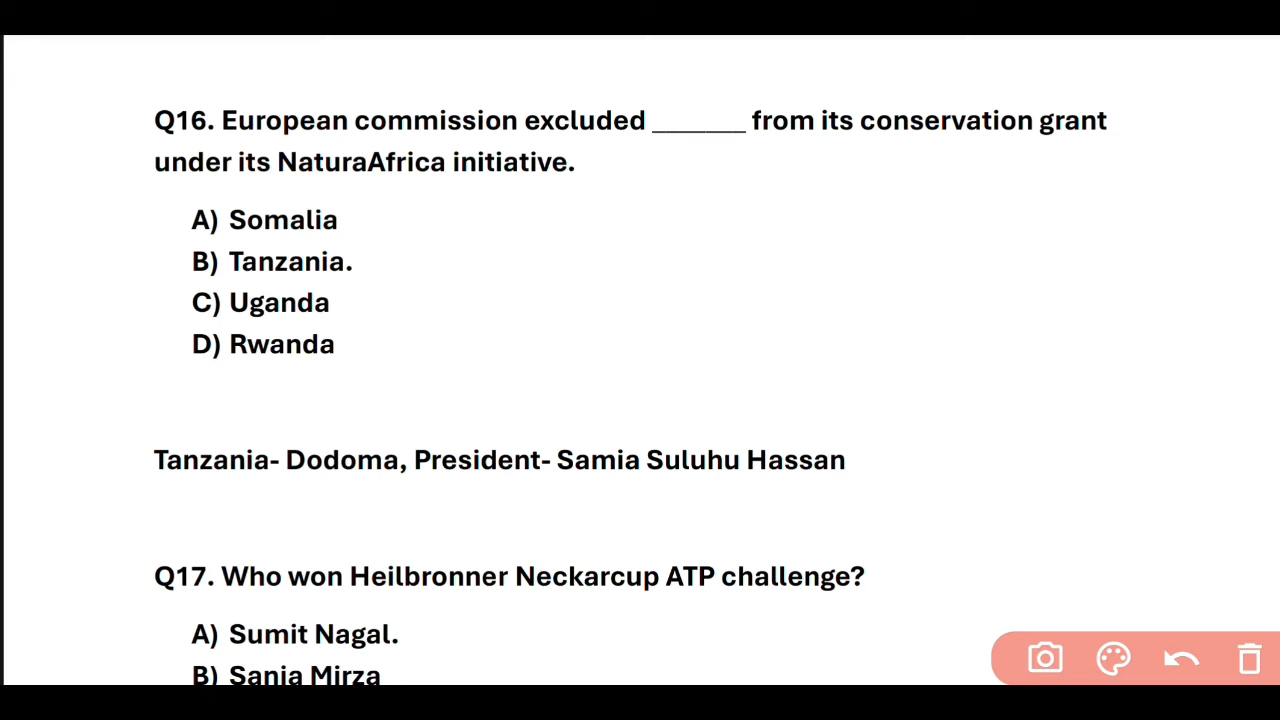 Q16. European commission excluded _______ from its conservation grant
under its NaturaAfrica initiative.
A) Somalia
B) Tanzania.
C) Uganda
D) Rwanda
Tanzania- Dodoma, President- Samia Suluhu Hassan
Q17. Who won Heilbronner Neckarcup ATP challenge?
A) Sumit Nagal.
B) Sania Mirza